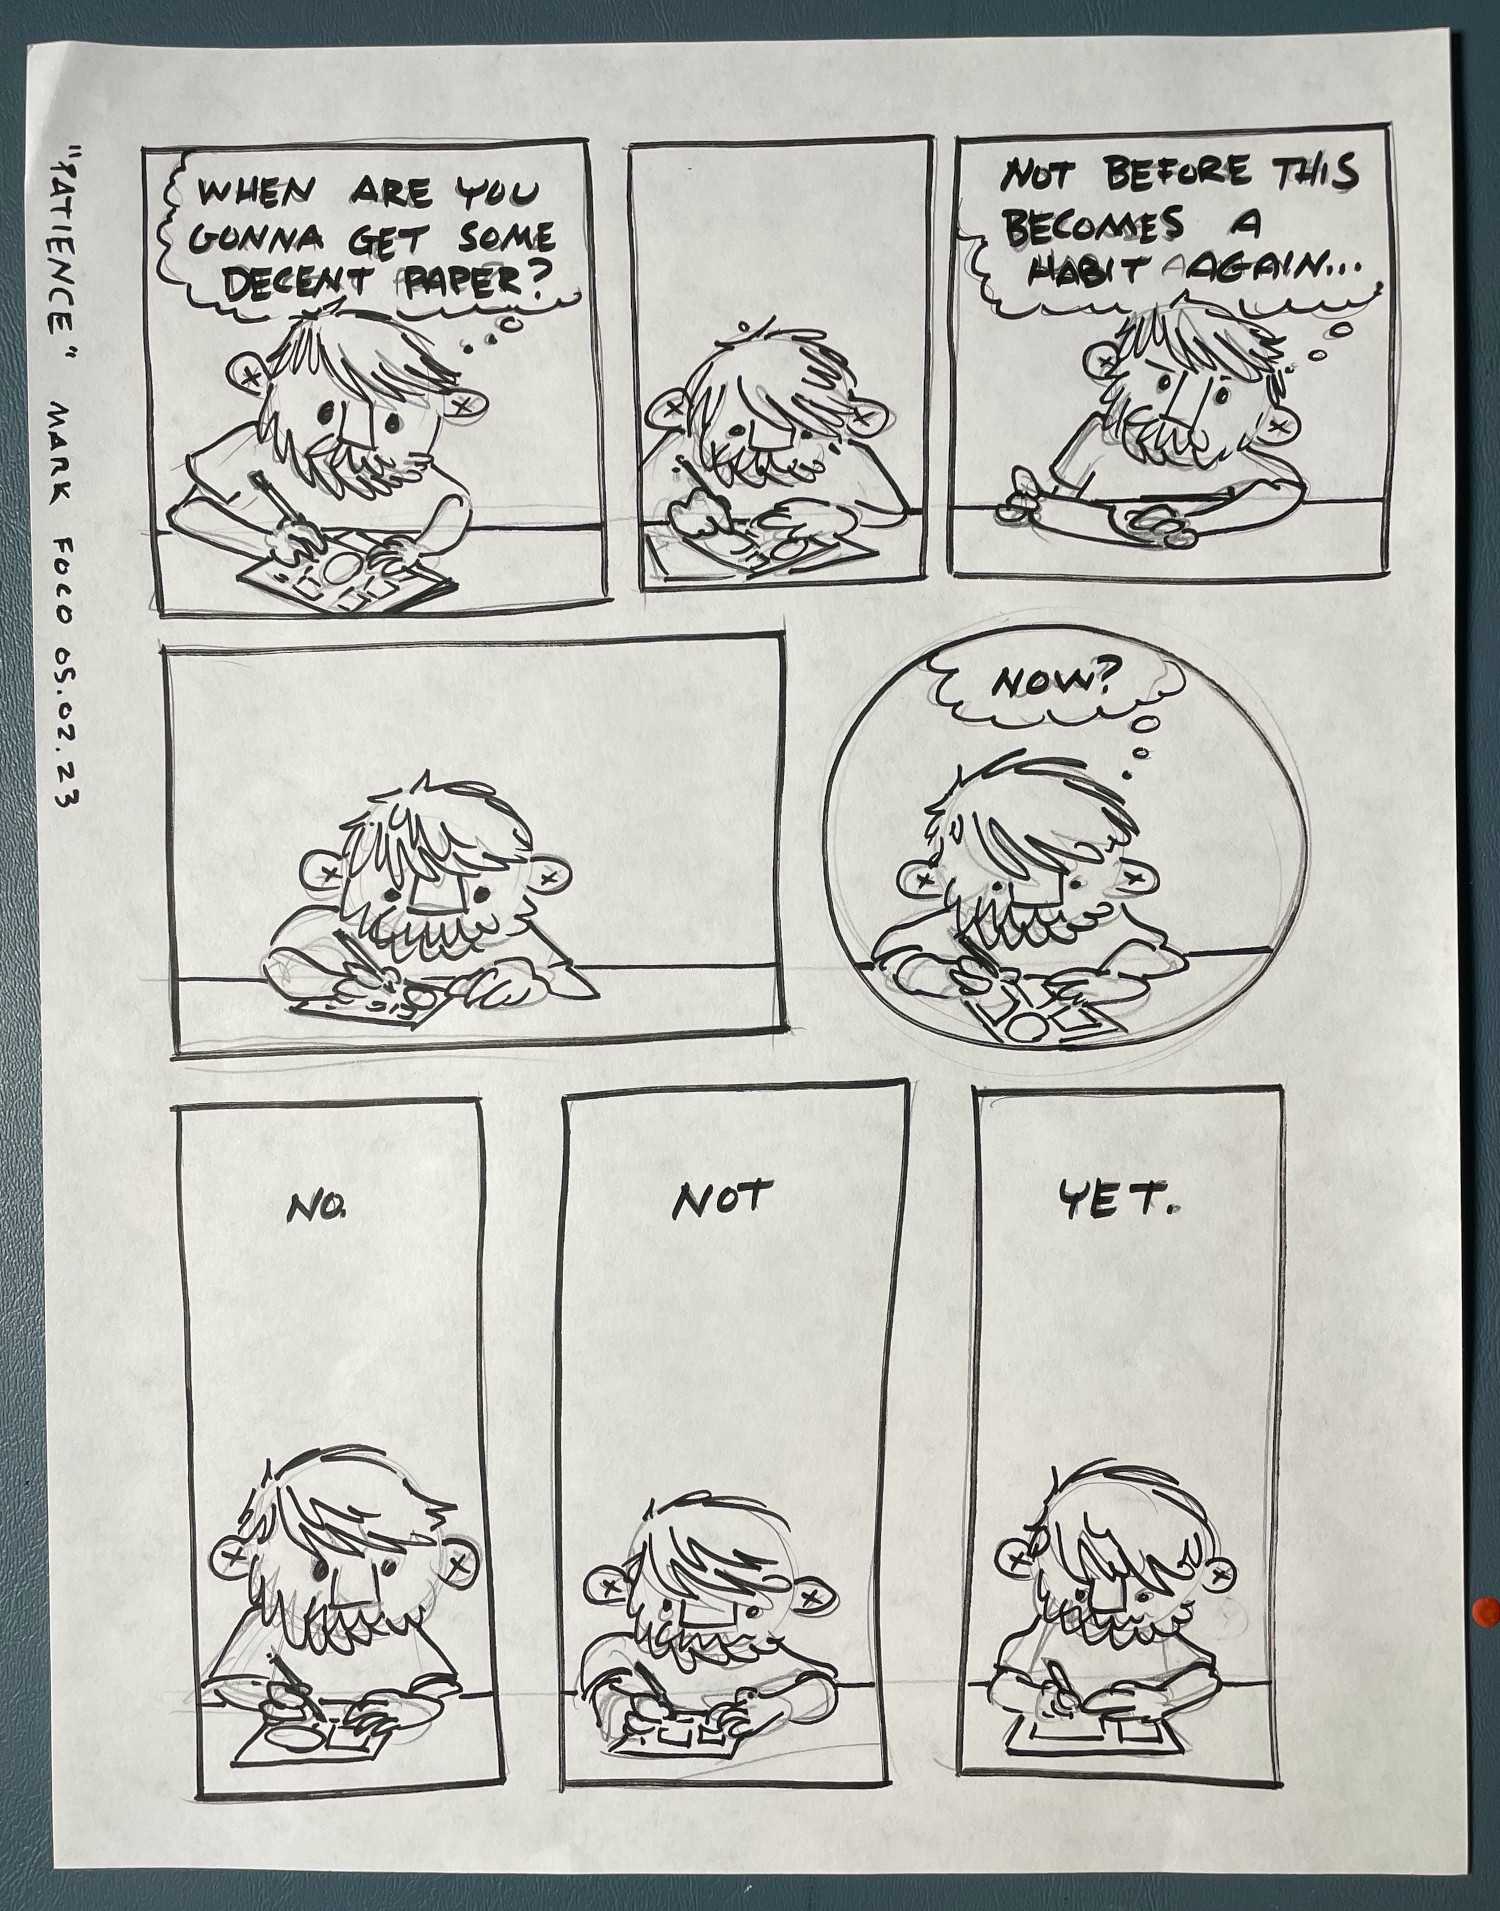 "PATIENCE" MARK FOCO 05.02.23
WHEN ARE YOU
GONNA GET SOME
DECENT PAPER?
NOT BEFORE THIS
BECOMES A
HABIT AGAIN...
NOW?
NO.
NOT
YET.